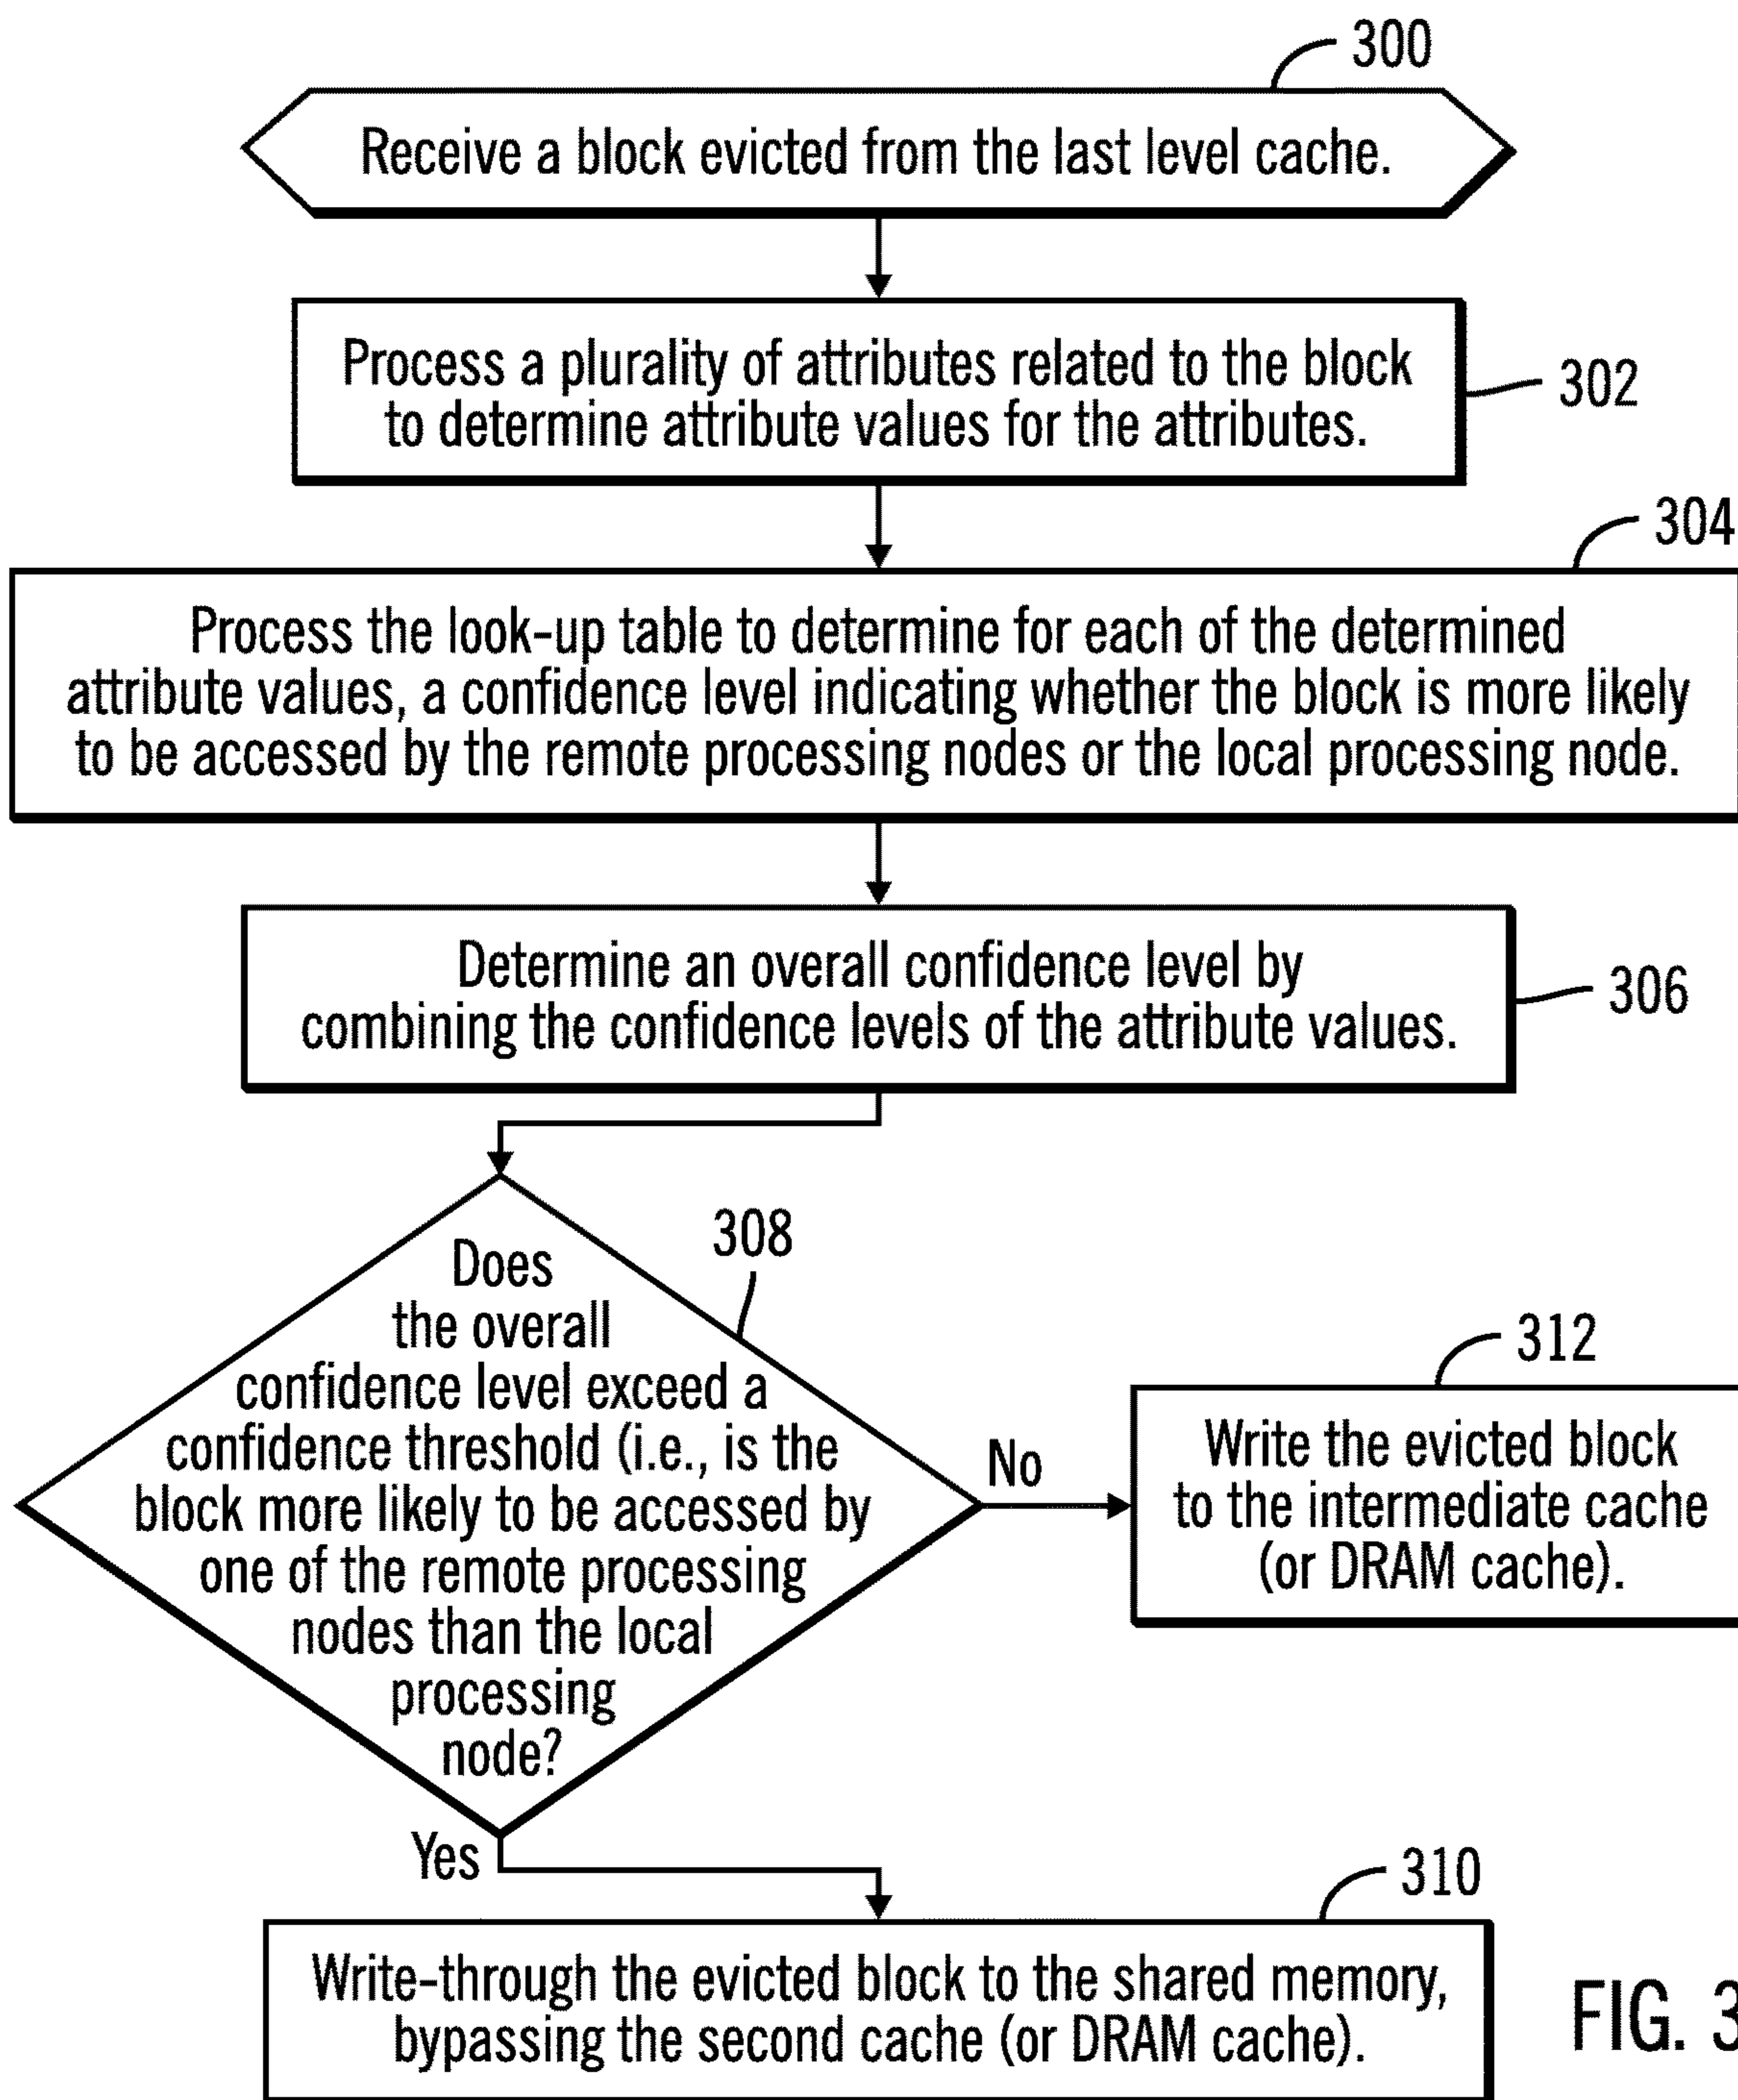 300
Receive a block evicted from the last level cache.
Process a plurality of attributes related to the block
to determine attribute values for the attributes.
302
304
Process the look-up table to determine for each of the determined
attribute values, a confidence level indicating whether the block is more likely
to be accessed by the remote processing nodes or the local processing node.
Determine an overall confidence level by
combining the confidence levels of the attribute values.
306
308
Does
the overall
confidence level exceed a
confidence threshold (i.e., is the
block more likely to be accessed by
one of the remote processing
nodes than the local
processing
node?
No
312
Write the evicted block
to the intermediate cache
(or DRAM cache).
Yes
310
Write-through the evicted block to the shared memory,
bypassing the second cache (or DRAM cache).
FIG. 3